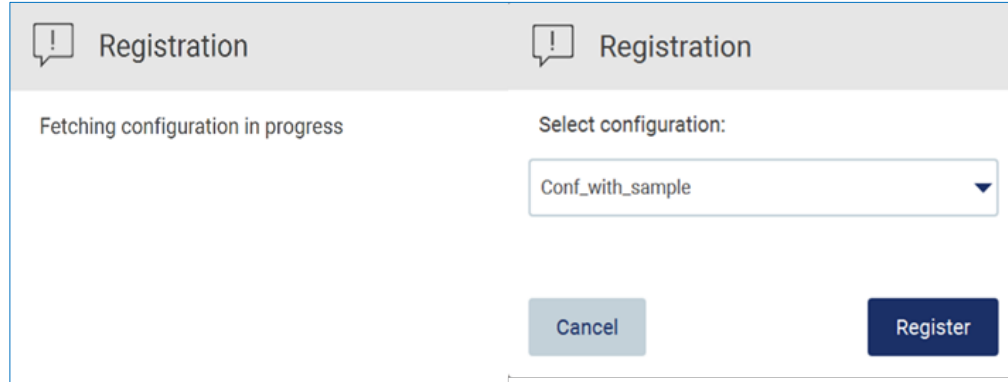 Registration
Fetching configuration in progress
Registration
Select configuration:
Conf_with_sample
Cancel
Register